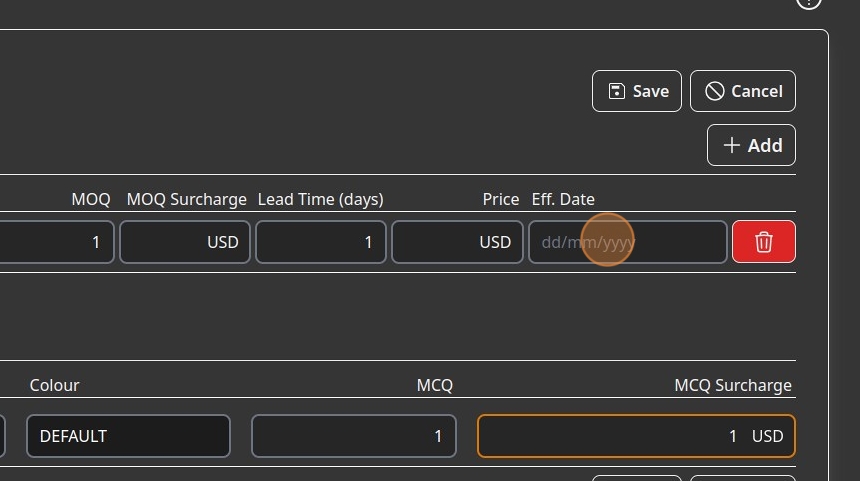 Save Cancel
Add
MOQ MOQ Surcharge Lead Time (days) Price Eff. Date
1 USD 1 USD dd/mm/yyyy
Colour MCQ MCQ Surcharge
DEFAULT 1 1 USD